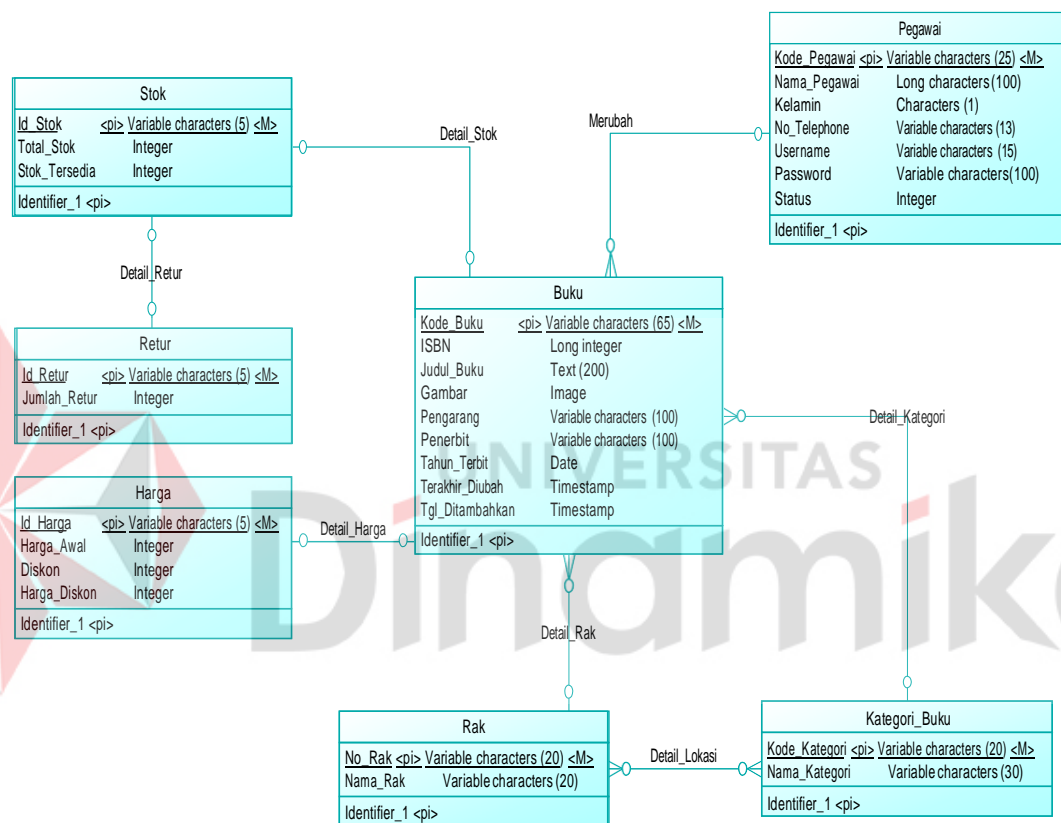 Pegawai
Kode_Pegawai <pi> Variable characters (25) <M>
Nama_Pegawai Long characters (100)
Kelamin Characters (1)
No_Telephone Variable characters (13)
Username Variable characters (15)
Password Variable characters (100)
Status Integer
Identifier_1 <pi>
Stok
Id_Stok <pi> Variable characters (5) <M>
Total_Stok Integer
Stok_Tersedia Integer
Identifier_1 <pi>
Detail_Stok
Merubah
Detail_Retur
Retur
Id_Retur <pi> Variable characters (5) <M>
Jumlah_Retur Integer
Identifier_1 <pi>
Buku
Kode_Buku <pi> Variable characters (65) <M>
ISBN Long integer
Judul_Buku Text (200)
Gambar Image
Pengarang Variable characters (100)
Penerbit Variable characters (100)
Tahun_Terbit Date
Terakhir_Diubah Timestamp
Tgl_Ditambahkan Timestamp
Identifier_1 <pi>
Detail_Kategori
UNIVERSITAS
Dinamika
Harga
Id_Harga <pi> Variable characters (5) <M>
Harga_Awal Integer
Diskon Integer
Harga_Diskon Integer
Identifier_1 <pi>
Detail_Harga
Detail_Rak
Rak
No_Rak <pi> Variable characters (20) <M>
Nama_Rak Variable characters (20)
Identifier_1 <pi>
Detail_Lokasi
Kategori_Buku
Kode_Kategori <pi> Variable characters (20) <M>
Nama_Kategori Variable characters (30)
Identifier_1 <pi>